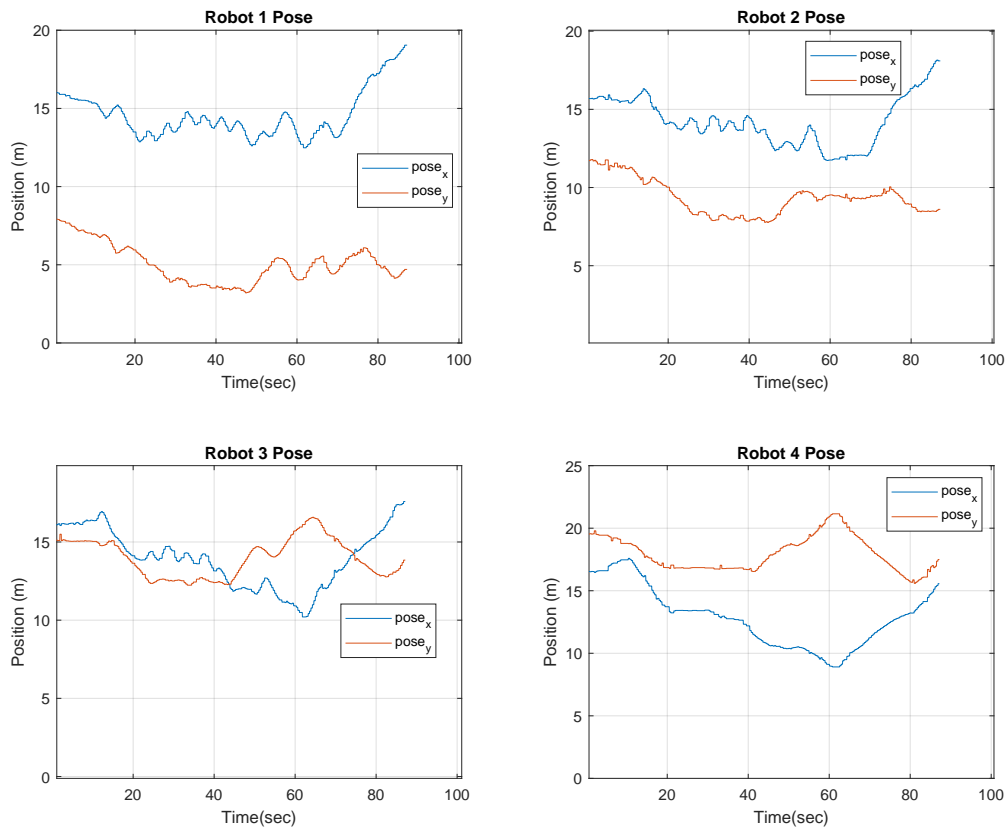 Robot 1 Pose
20
15
10
5
0
20
40
60
80
100
Position (m)
Time(sec)
pose_x
pose_y
Robot 2 Pose
20
15
10
5
20
40
60
80
100
Position (m)
Time(sec)
pose_x
pose_y
Robot 3 Pose
15
10
5
0
20
40
60
80
100
Position (m)
Time(sec)
pose_x
pose_y
Robot 4 Pose
25
20
15
10
5
0
20
40
60
80
100
Position (m)
Time(sec)
pose_x
pose_y